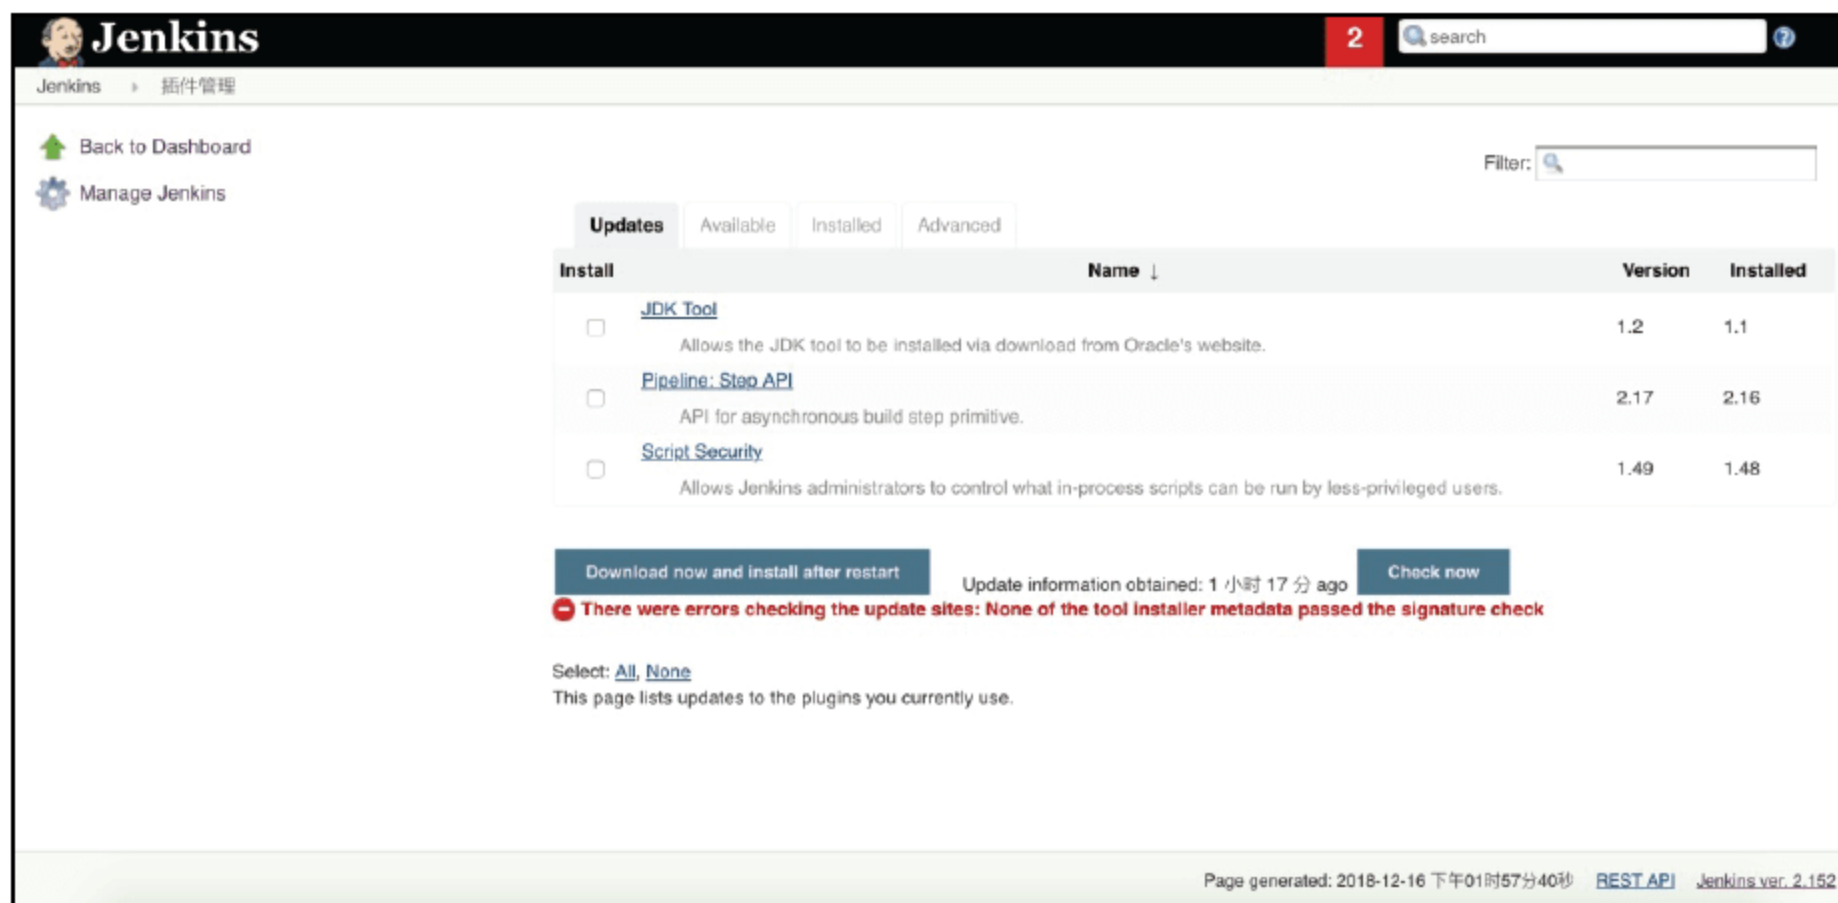 Jenkins
2
search
Jenkins
插件管理
Back to Dashboard
Manage Jenkins
Filter:
Updates Available Installed Advanced
Install Name ↓ Version Installed
JDK Tool
Allows the JDK tool to be installed via download from Oracle's website.
1.2 1.1
Pipeline: Step API
API for asynchronous build step primitive.
2.17 2.16
Script Security
Allows Jenkins administrators to control what in-process scripts can be run by less-privileged users.
1.49 1.48
Download now and install after restart
Update information obtained: 1 小时 17 分 ago
Check now
There were errors checking the update sites: None of the tool installer metadata passed the signature check
Select: All, None
This page lists updates to the plugins you currently use.
Page generated: 2018-12-16 下午01时57分40秒 REST API Jenkins ver. 2.152